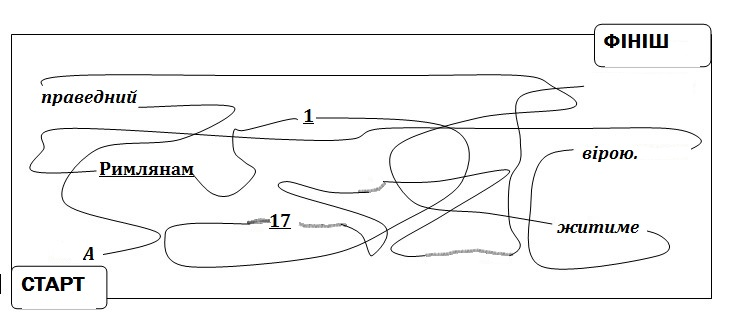 ФІНІШ
праведний
1
вірою.
Римлянам
17
житиме
А
СТАРТ